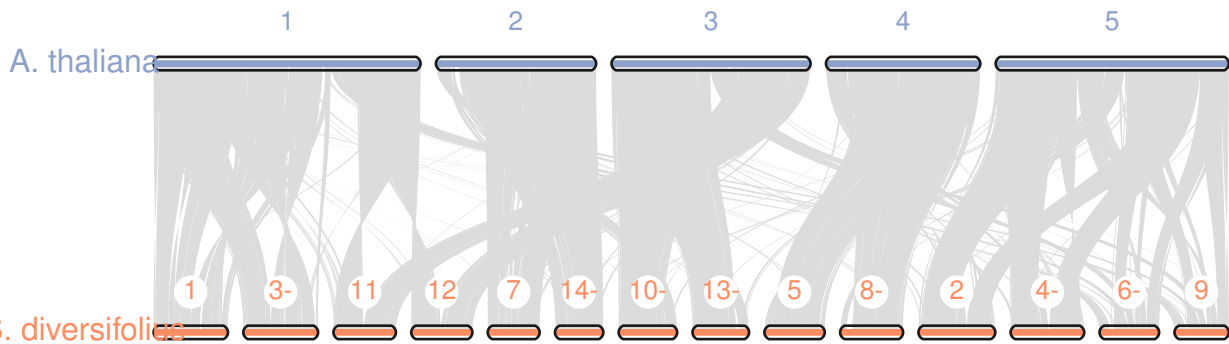 1 2 3 4 5
A. thaliana
1 3- 11 12 7 14- 10- 13- 5 8- 2 4- 6- 9
S. diversifolius